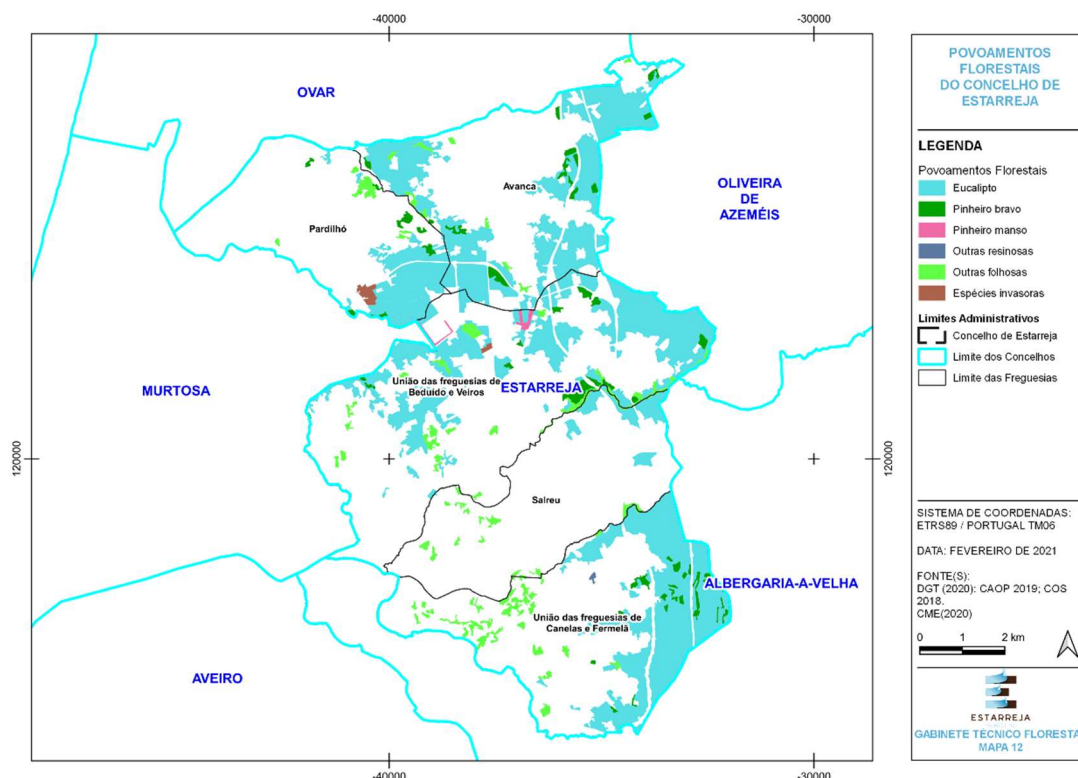 -40000
-30000
OVAR
Avanca
OLIVEIRA
DE
AZEMÉIS
Pardilhó
MURTOSA
União das freguesias de
Beduído e Veiros
ESTARREJA
120000
120000
Salreu
ALBERGARIA-A-VELHA
União das freguesias de
Canelas e Fermelã
AVEIRO
-40000
-30000
POVOAMENTOS
FLORESTAIS
DO CONCELHO DE
ESTARREJA
LEGENDA
Povoamentos Florestais
Eucalipto
Pinheiro bravo
Pinheiro manso
Outras resinosas
Outras folhosas
Espécies invasoras
Limites Administrativos
Concelho de Estarreja
Limite dos Concelhos
Limite das Freguesias
SISTEMA DE COORDENADAS:
ETRS89 / PORTUGAL TM06
DATA: FEVEREIRO DE 2021
FONTE(S):
DGT (2020): CAOP 2019; COS
2018.
CME(2020)
0 1 2 km
ESTARREJA
GABINETE TÉCNICO FLORESTA
MAPA 12